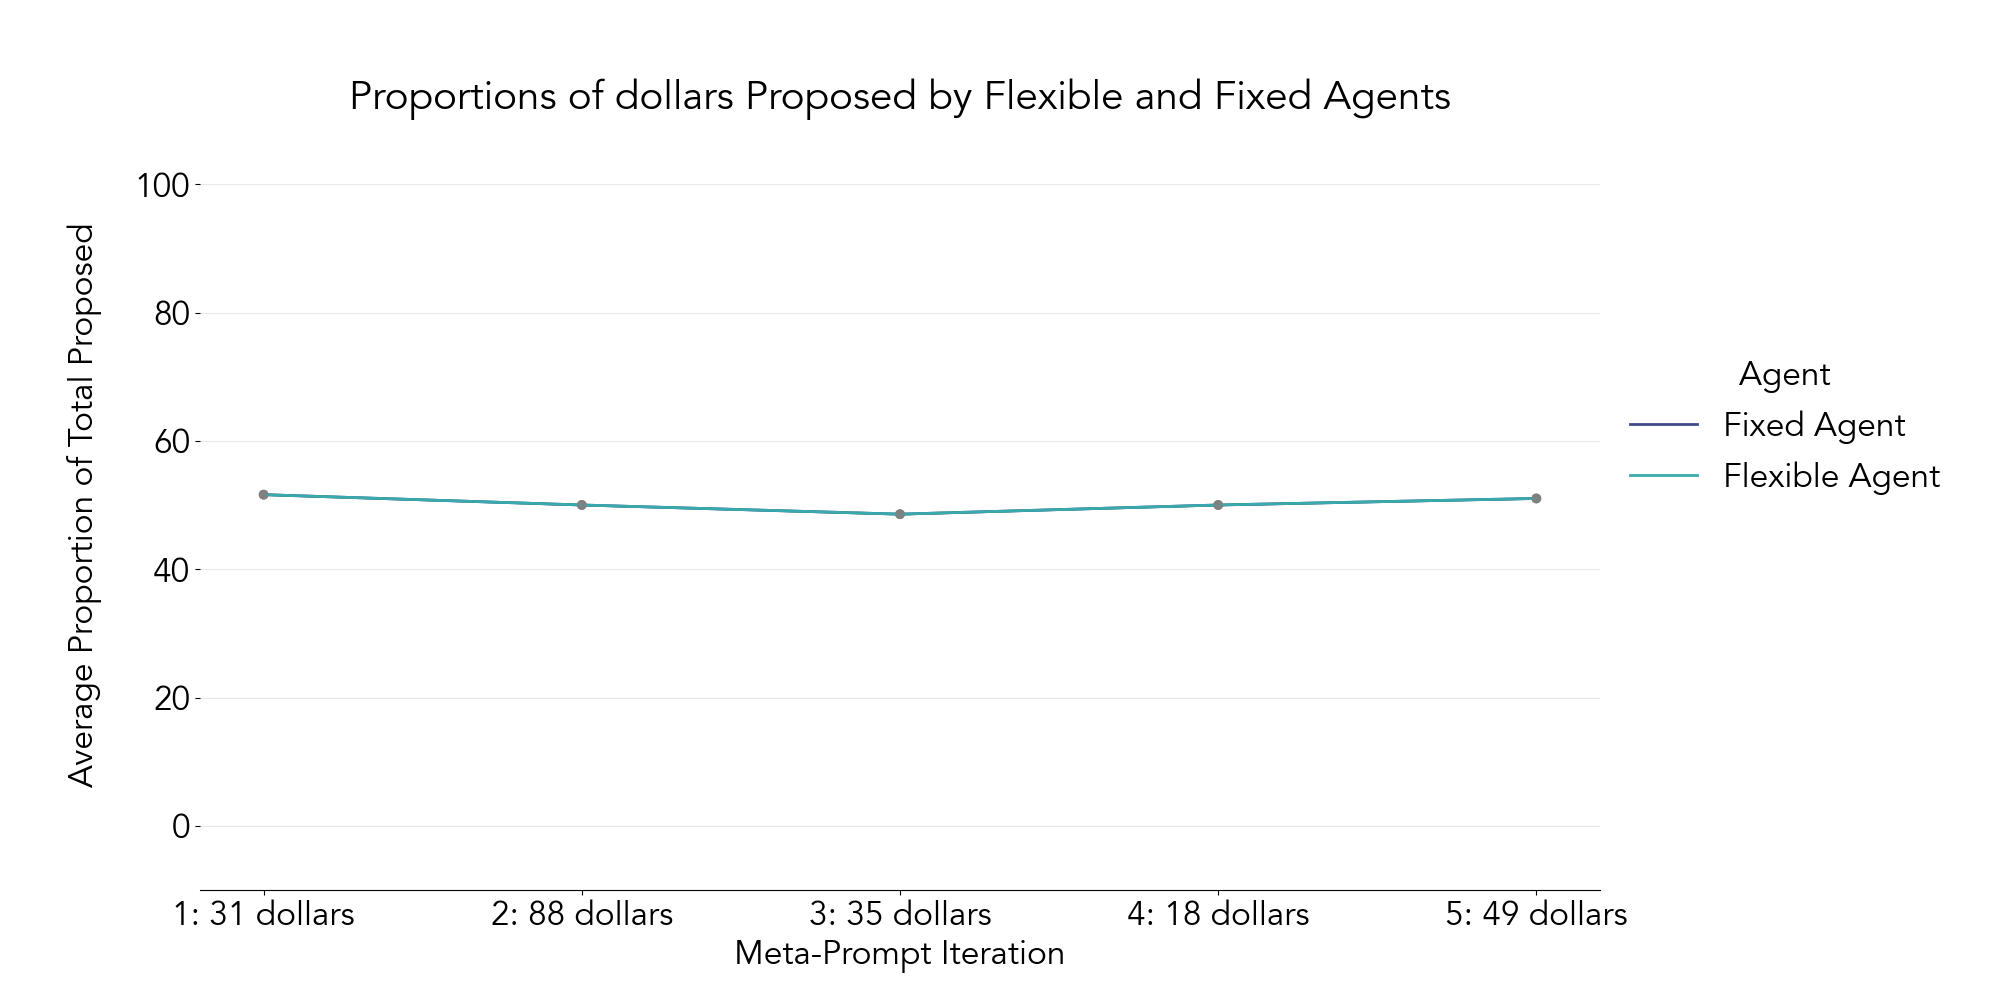 Proportions of dollars Proposed by Flexible and Fixed Agents
Average Proportion of Total Proposed
100
80
60
40
20
0
1: 31 dollars
2: 88 dollars
3: 35 dollars
4: 18 dollars
5: 49 dollars
Meta-Prompt Iteration
Agent
Fixed Agent
Flexible Agent